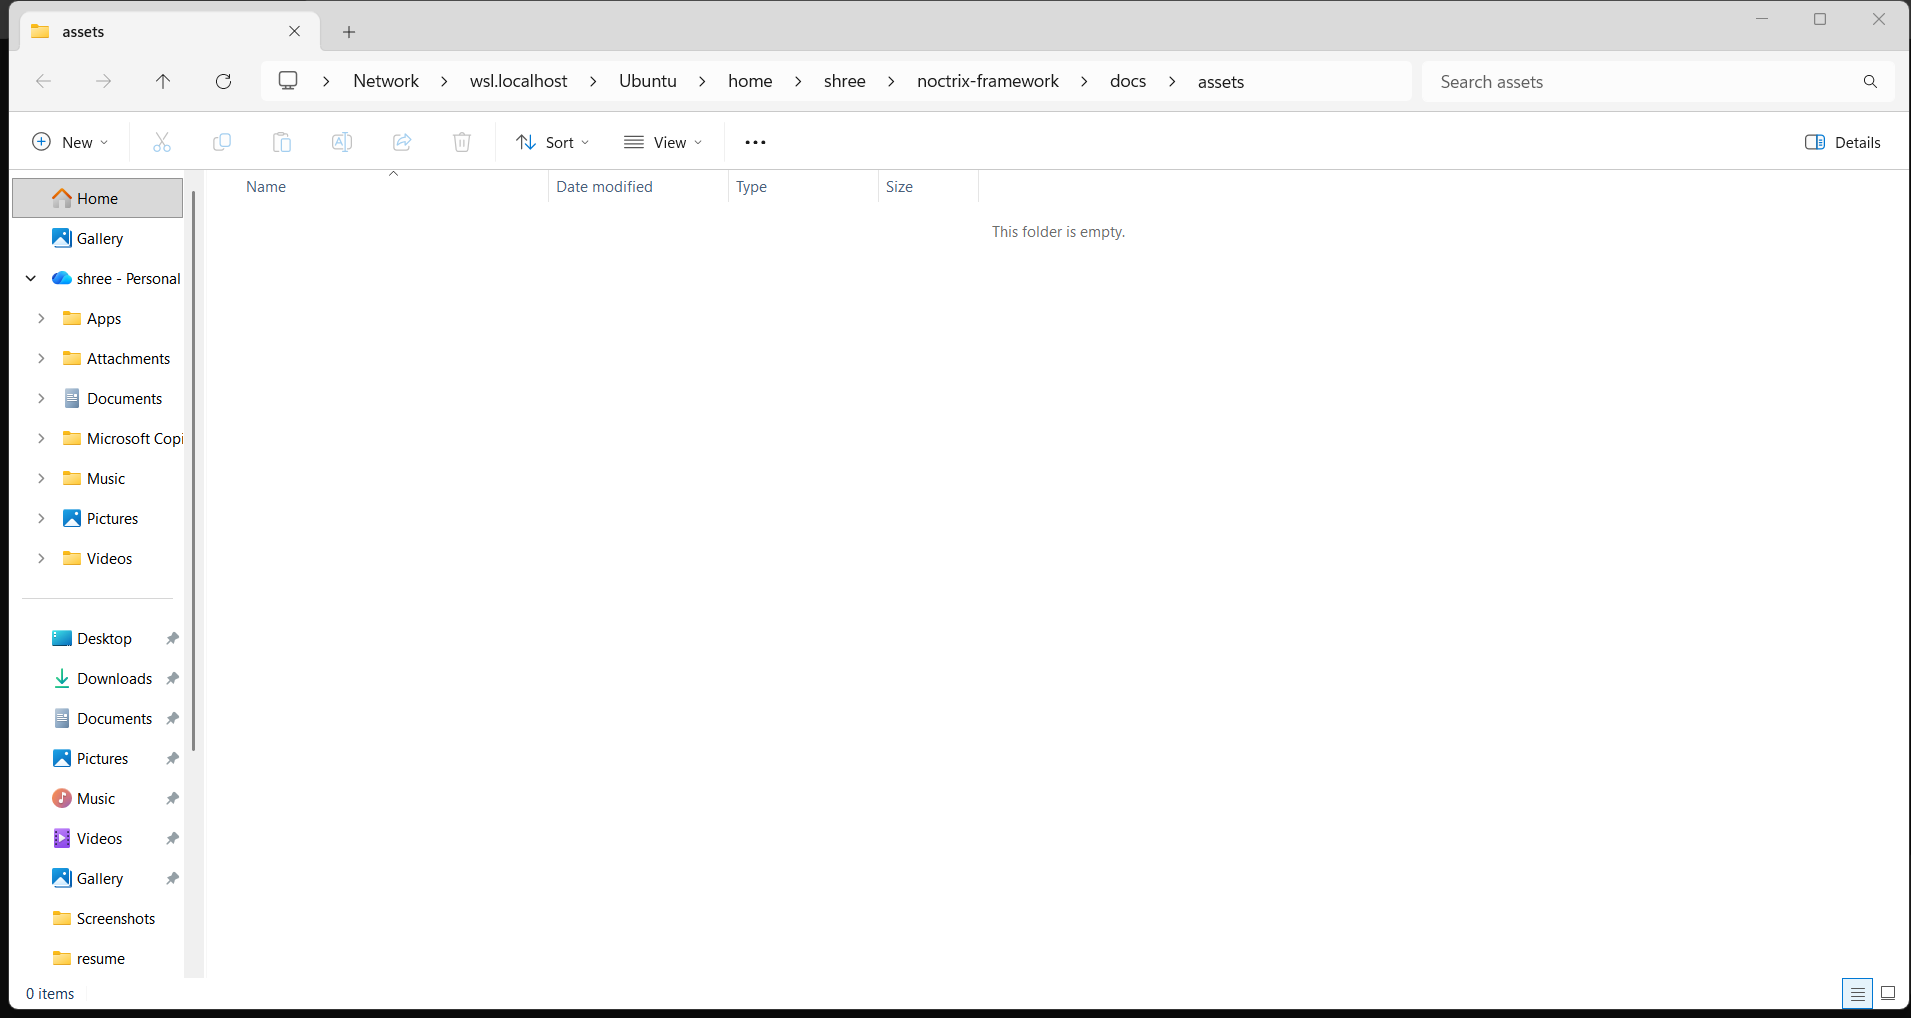 assets
Network > wsl.localhost > Ubuntu > home > shree > noctrix-framework > docs > assets
Search assets
New
Sort
View
Details
Home
Gallery
shree - Personal
Apps
Attachments
Documents
Microsoft Copi
Music
Pictures
Videos
Desktop
Downloads
Documents
Pictures
Music
Videos
Gallery
Screenshots
resume
Name Date modified Type Size
This folder is empty.
0 items